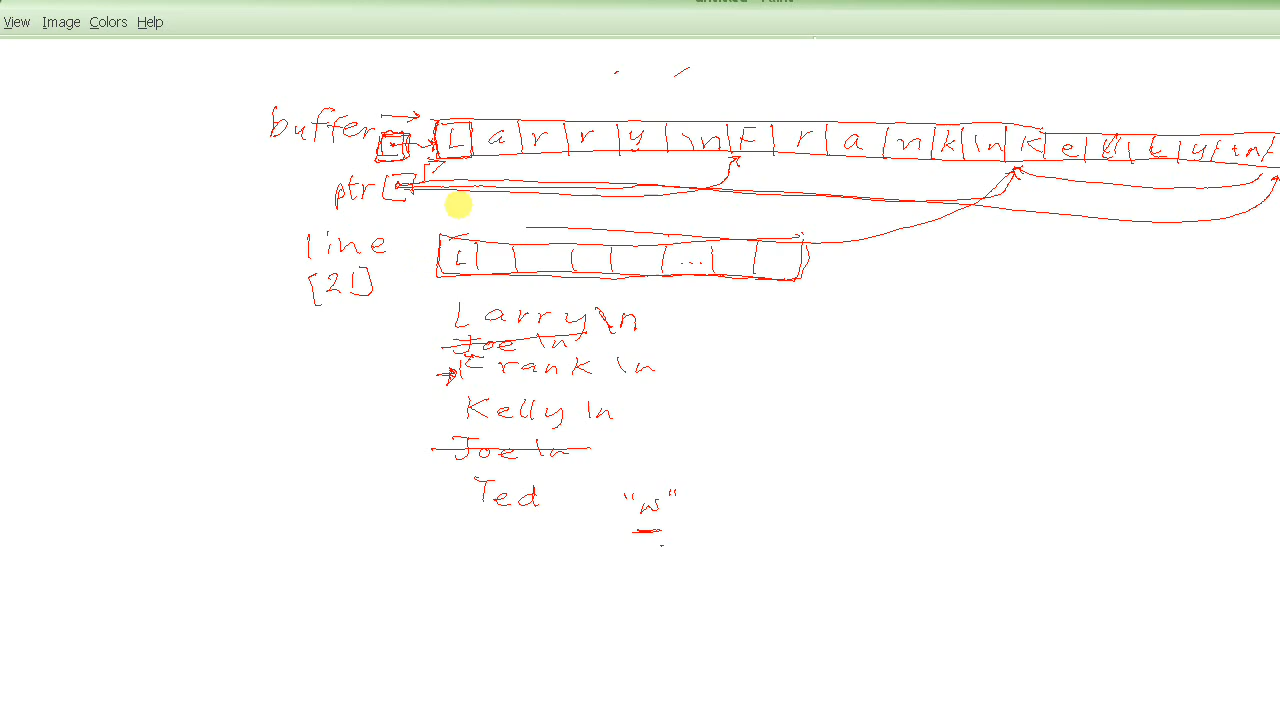 View Image Colors Help
buffer L a r r y \n F r a n k \n K e l l y \n
ptr
line L ...
[21]
Larry\n
Joe \n
Frank \n
Kelly \n
Joe \n
Ted "w"